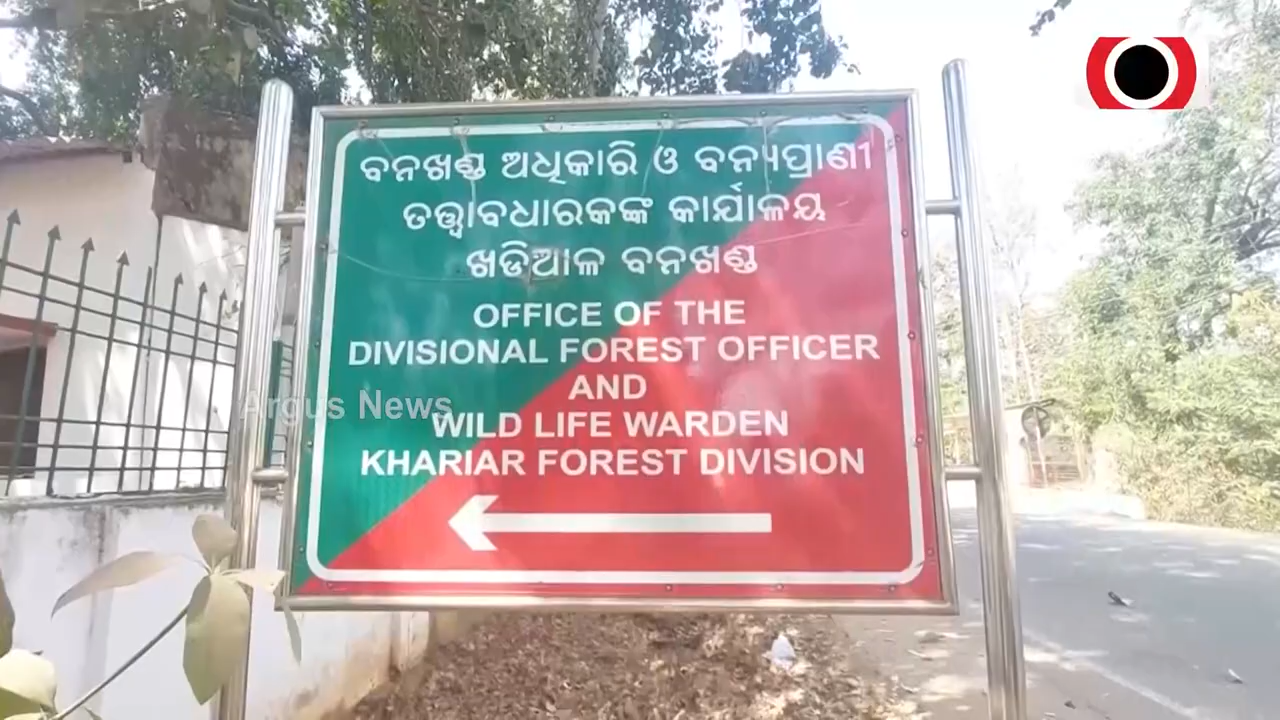 ବନଖଣ୍ଡ ଅଧିକାରି ଓ ବନ୍ୟପ୍ରାଣୀ
ତତ୍ତ୍ୱାବଧାରକଙ୍କ କାର୍ଯାଳୟ
ଖଡିଆଳ ବନଖଣ୍ଡ
OFFICE OF THE
DIVISIONAL FOREST OFFICER
AND
WILD LIFE WARDEN
KHARIAR FOREST DIVISION
Argus News